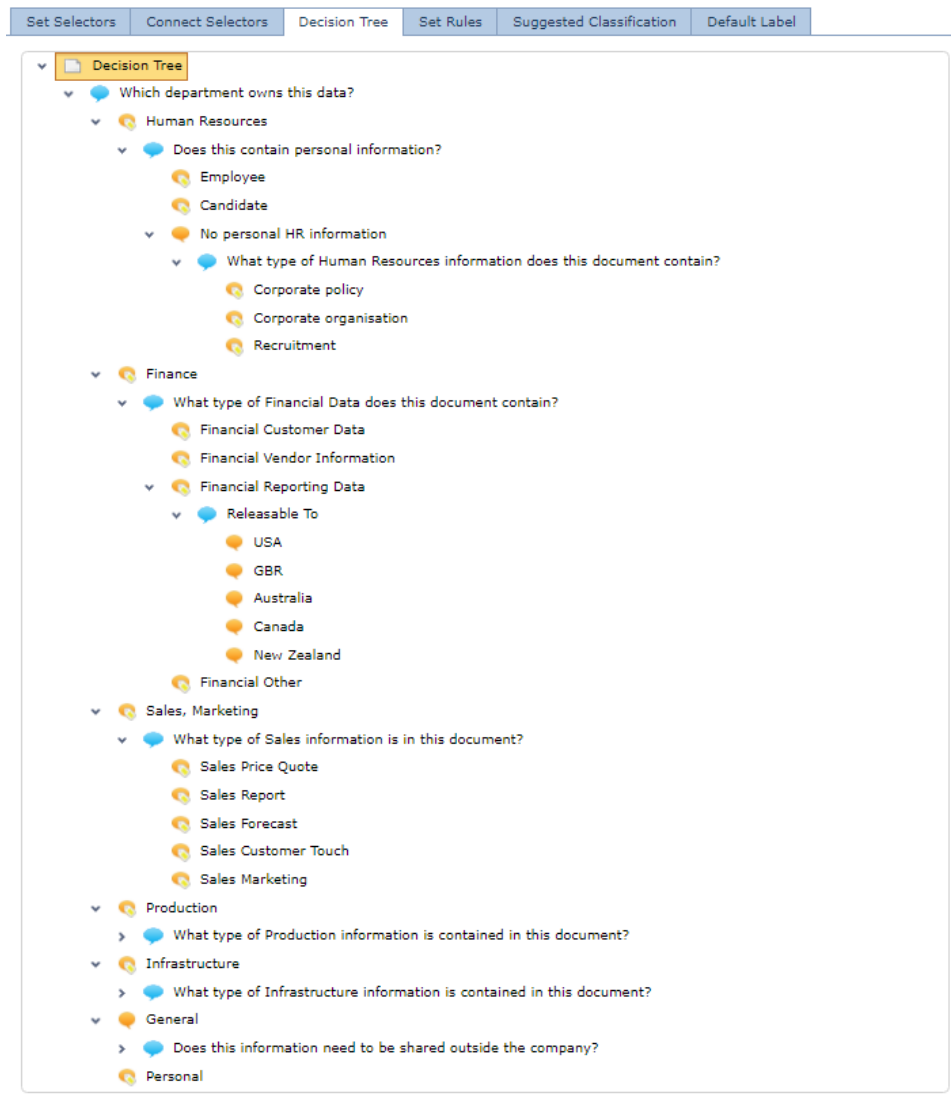 Set Selectors Connect Selectors Decision Tree Set Rules Suggested Classification Default Label
Decision Tree
Which department owns this data?
Human Resources
Does this contain personal information?
Employee
Candidate
No personal HR information
What type of Human Resources information does this document contain?
Corporate policy
Corporate organisation
Recruitment
Finance
What type of Financial Data does this document contain?
Financial Customer Data
Financial Vendor Information
Financial Reporting Data
Releasable To
USA
GBR
Australia
Canada
New Zealand
Financial Other
Sales, Marketing
What type of Sales information is in this document?
Sales Price Quote
Sales Report
Sales Forecast
Sales Customer Touch
Sales Marketing
Production
What type of Production information is contained in this document?
Infrastructure
What type of Infrastructure information is contained in this document?
General
Does this information need to be shared outside the company?
Personal